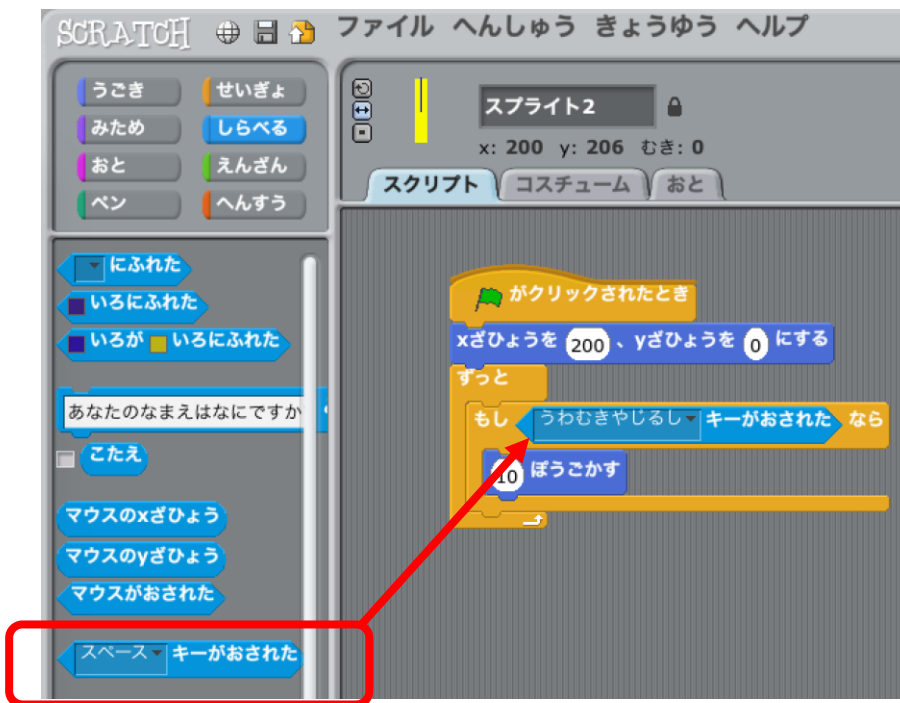 SCRATCH ファイル へんしゅう きょうゆう ヘルプ
うごき せいぎょ
みため しらべる
おと えんざん
ペン へんすう
スプライト2
x: 200 y: 206 むき: 0
スクリプト コスチューム おと
にふれた
いろにふれた
いろが いろにふれた
あなたのなまえはなにですか
こたえ
マウスのxざひょう
マウスのyざひょう
マウスがおされた
スペース キーがおされた
がクリックされたとき
xざひょうを 200 、yざひょうを 0 にする
ずっと
もし うわむきやじるし キーがおされた なら
10 ぽうごかす